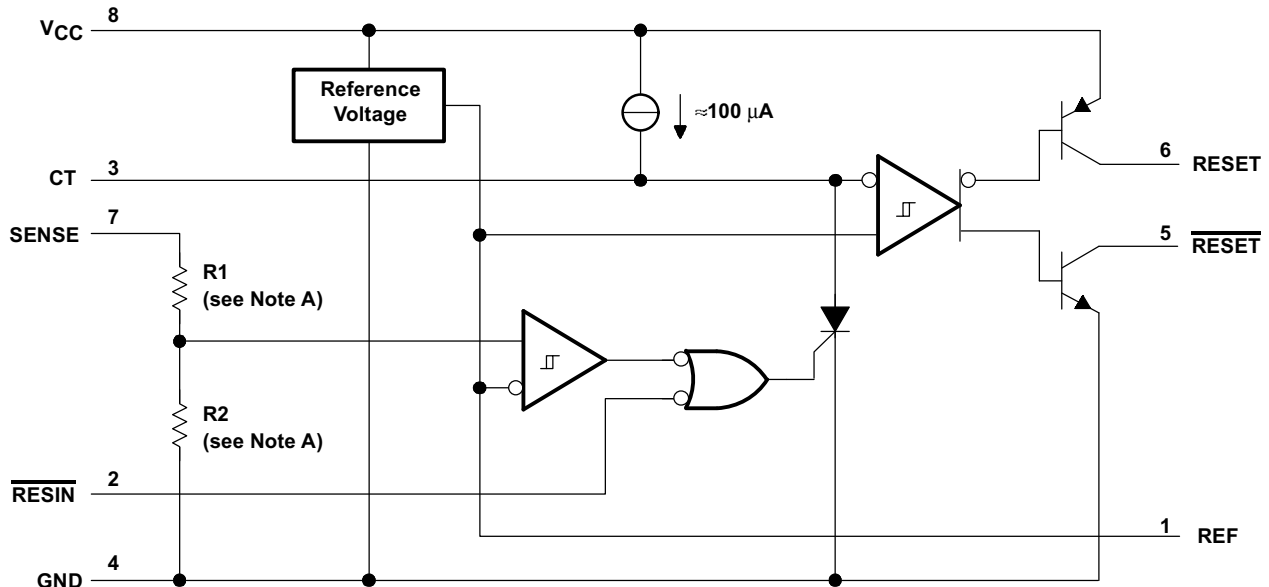 VCC
8
Reference
Voltage
≈100 µA
CT
3
6
RESET
SENSE
7
5
RESET
R1
(see Note A)
R2
(see Note A)
RESIN
2
1
REF
GND
4